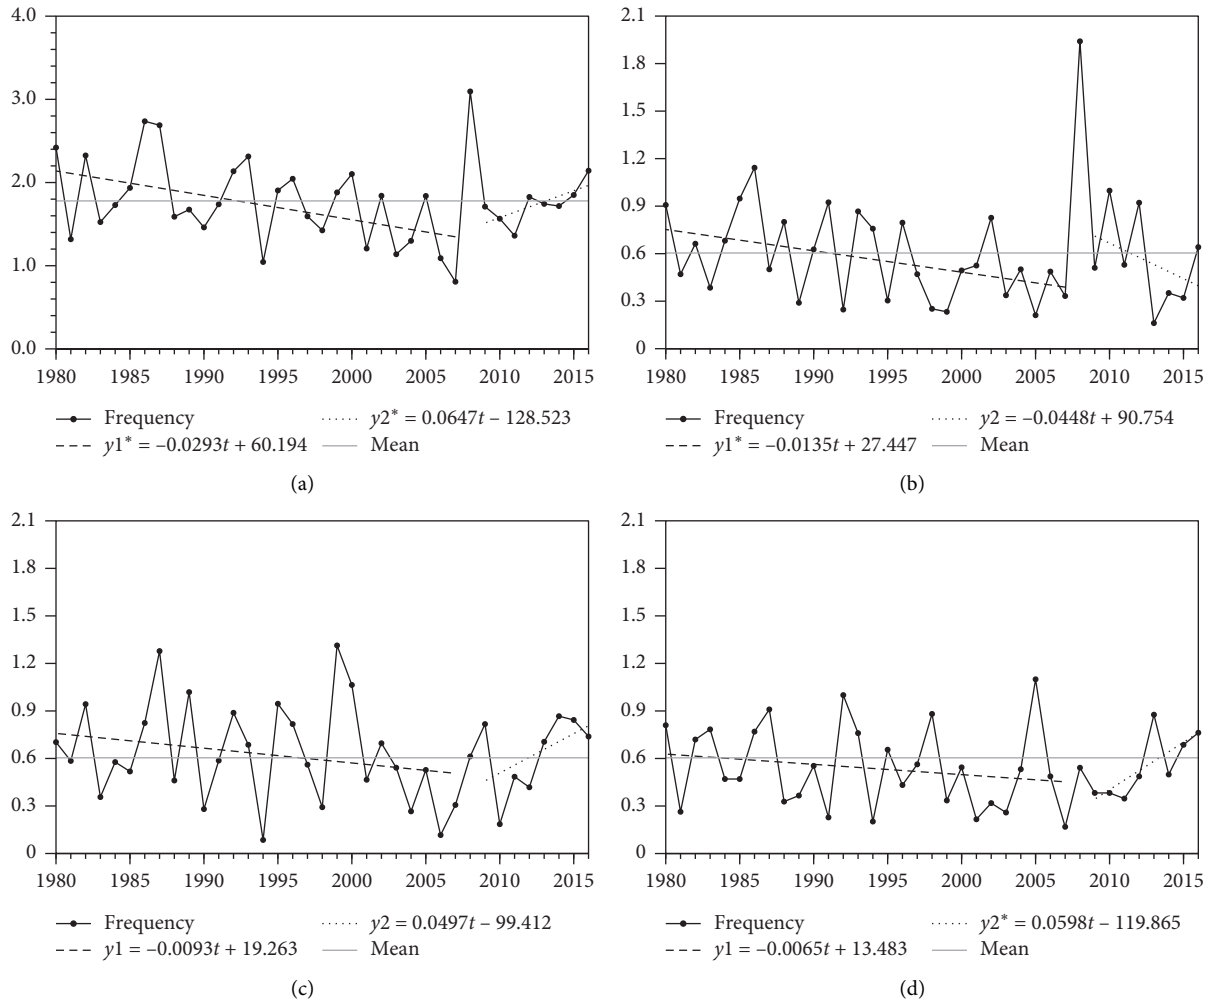 4.0
3.0
2.0
1.0
0.0
1980 1985 1990 1995 2000 2005 2010 2015
Frequency
y1* = –0.0293t + 60.194
y2* = 0.0647t – 128.523
Mean
(a)
2.1
1.8
1.5
1.2
0.9
0.6
0.3
0
1980 1985 1990 1995 2000 2005 2010 2015
Frequency
y1* = –0.0135t + 27.447
y2 = –0.0448t + 90.754
Mean
(b)
2.1
1.8
1.5
1.2
0.9
0.6
0.3
0
1980 1985 1990 1995 2000 2005 2010 2015
Frequency
y1 = –0.0093t + 19.263
y2 = 0.0497t – 99.412
Mean
(c)
2.1
1.8
1.5
1.2
0.9
0.6
0.3
0
1980 1985 1990 1995 2000 2005 2010 2015
Frequency
y1 = –0.0065t + 13.483
y2* = 0.0598t – 119.865
Mean
(d)